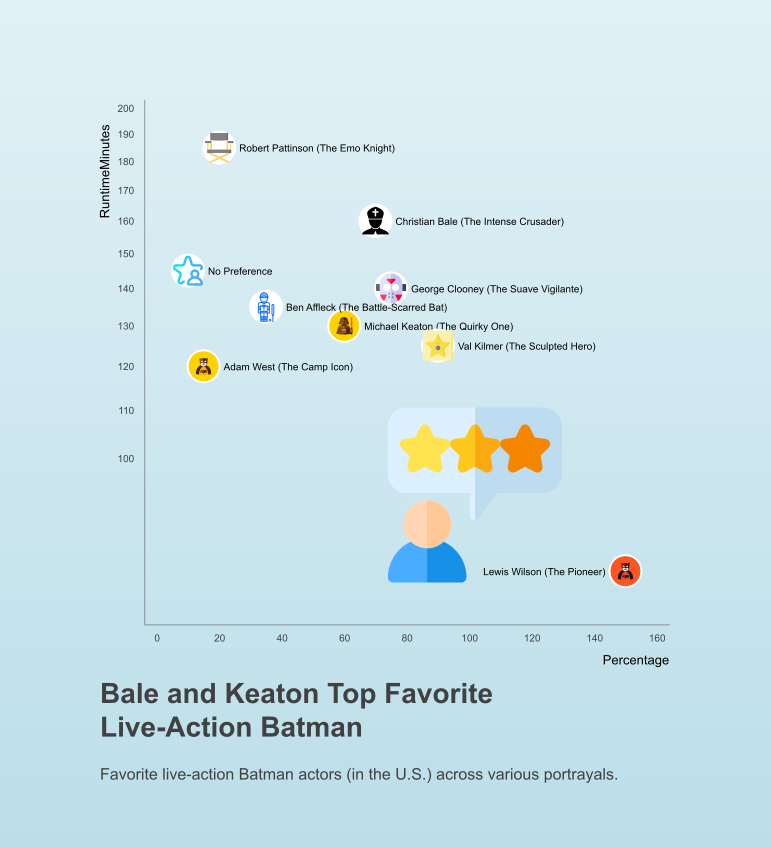 200
190
180
170
160
150
140
130
120
110
100
RuntimeMinutes
Robert Pattinson (The Emo Knight)
Christian Bale (The Intense Crusader)
No Preference
George Clooney (The Suave Vigilante)
Ben Affleck (The Battle-Scarred Bat)
Michael Keaton (The Quirky One)
Val Kilmer (The Sculpted Hero)
Adam West (The Camp Icon)
Lewis Wilson (The Pioneer)
0 20 40 60 80 100 120 140 160
Percentage
Bale and Keaton Top Favorite
Live-Action Batman
Favorite live-action Batman actors (in the U.S.) across various portrayals.